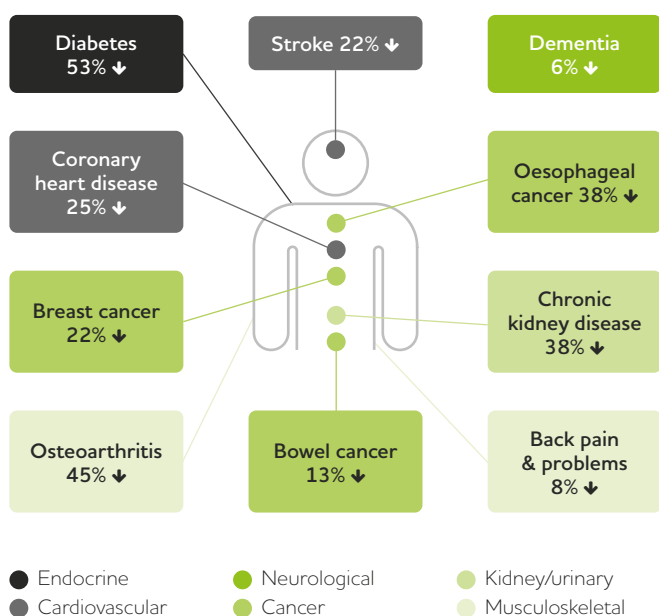 Diabetes
53% ↓
Stroke 22% ↓
Dementia
6% ↓
Coronary
heart disease
25% ↓
Oesophageal
cancer 38% ↓
Breast cancer
22% ↓
Chronic
kidney disease
38% ↓
Osteoarthritis
45% ↓
Bowel cancer
13% ↓
Back pain
& problems
8% ↓
Endocrine
Neurological
Kidney/urinary
Cardiovascular
Cancer
Musculoskeletal